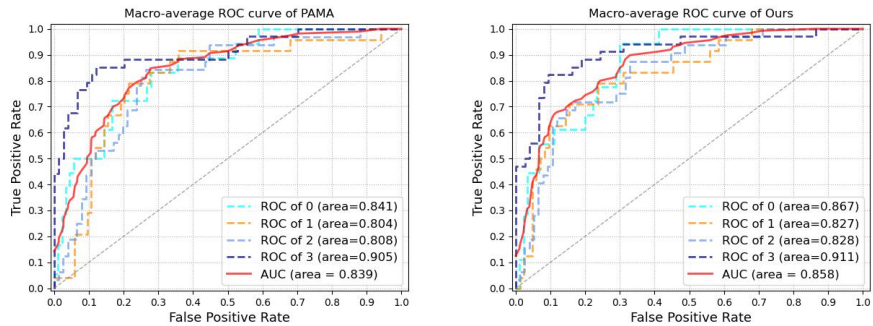 Macro-average ROC curve of PAMA
True Positive Rate
1.0
0.9
0.8
0.7
0.6
0.5
0.4
0.3
0.2
0.1
0.0
ROC of 0 (area=0.841)
ROC of 1 (area=0.804)
ROC of 2 (area=0.808)
ROC of 3 (area=0.905)
AUC (area = 0.839)
0.0 0.1 0.2 0.3 0.4 0.5 0.6 0.7 0.8 0.9 1.0
False Positive Rate
Macro-average ROC curve of Ours
True Positive Rate
1.0
0.9
0.8
0.7
0.6
0.5
0.4
0.3
0.2
0.1
0.0
ROC of 0 (area=0.867)
ROC of 1 (area=0.827)
ROC of 2 (area=0.828)
ROC of 3 (area=0.911)
AUC (area = 0.858)
0.0 0.1 0.2 0.3 0.4 0.5 0.6 0.7 0.8 0.9 1.0
False Positive Rate